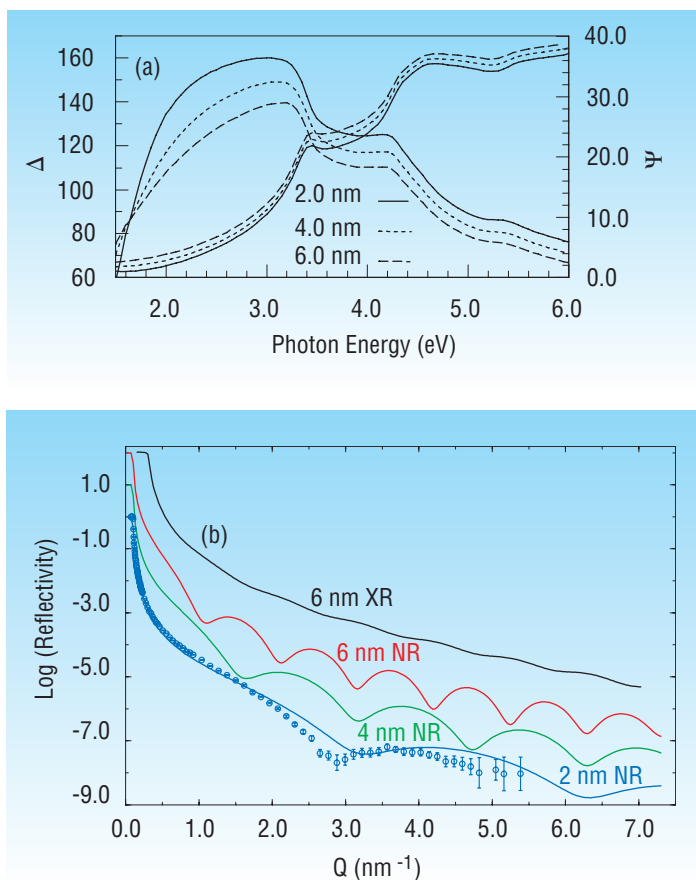 (a)
160
140
120
100
80
60
Δ
40.0
30.0
20.0
10.0
0.0
Ψ
2.0 nm
4.0 nm
6.0 nm
2.0 3.0 4.0 5.0 6.0
Photon Energy (eV)
(b)
1.0
-1.0
-3.0
-5.0
-7.0
-9.0
Log (Reflectivity)
6 nm XR
6 nm NR
4 nm NR
2 nm NR
0.0 1.0 2.0 3.0 4.0 5.0 6.0 7.0
Q (nm -1)